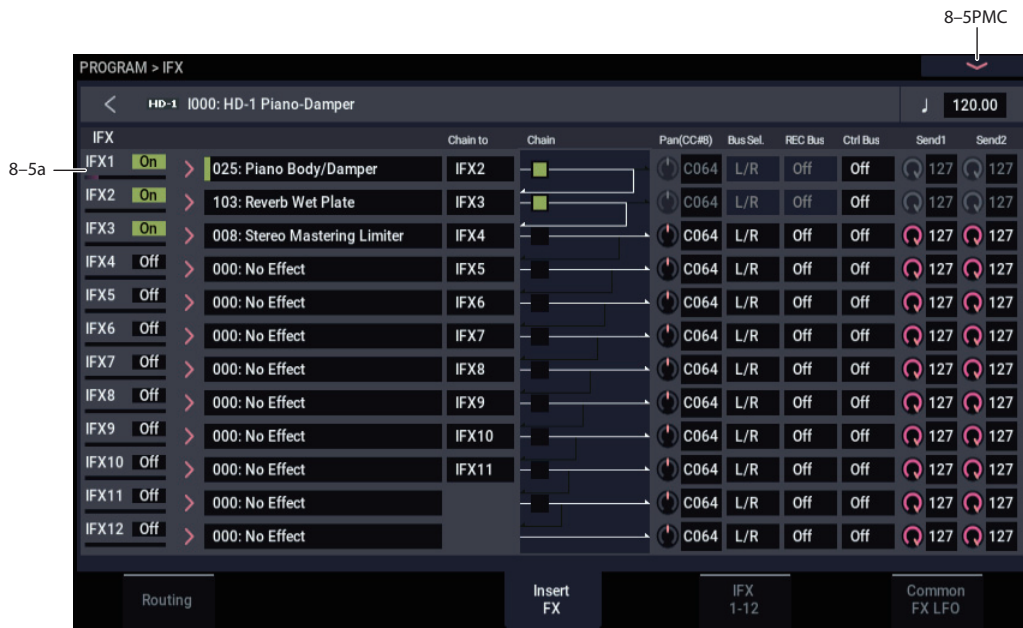 8–5PMC
PROGRAM > IFX
HD-1 I000: HD-1 Piano-Damper ♩ 120.00
IFX Chain to Chain Pan(CC#8) Bus Sel. REC Bus Ctrl Bus Send1 Send2
8–5a
IFX1 On 025: Piano Body/Damper IFX2 C064 L/R Off Off 127 127
IFX2 On 103: Reverb Wet Plate IFX3 C064 L/R Off Off 127 127
IFX3 On 008: Stereo Mastering Limiter IFX4 C064 L/R Off Off 127 127
IFX4 Off 000: No Effect IFX5 C064 L/R Off Off 127 127
IFX5 Off 000: No Effect IFX6 C064 L/R Off Off 127 127
IFX6 Off 000: No Effect IFX7 C064 L/R Off Off 127 127
IFX7 Off 000: No Effect IFX8 C064 L/R Off Off 127 127
IFX8 Off 000: No Effect IFX9 C064 L/R Off Off 127 127
IFX9 Off 000: No Effect IFX10 C064 L/R Off Off 127 127
IFX10 Off 000: No Effect IFX11 C064 L/R Off Off 127 127
IFX11 Off 000: No Effect C064 L/R Off Off 127 127
IFX12 Off 000: No Effect C064 L/R Off Off 127 127
Routing
Insert
FX
IFX
1-12
Common
FX LFO